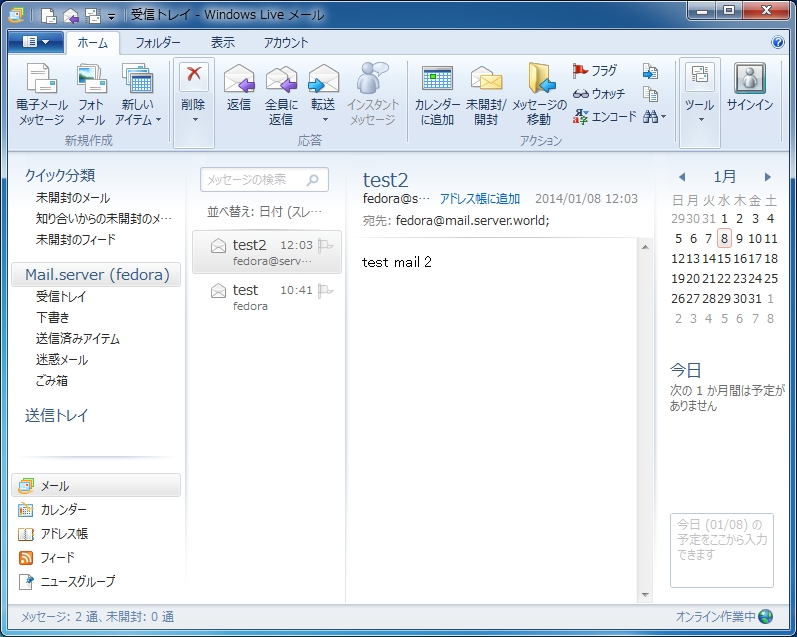 受信トレイ - Windows Live メール
ホーム フォルダー 表示 アカウント
電子メール メッセージ
フォト メール
新しい アイテム
新規作成
削除
返信
全員に 返信
転送
インスタント メッセージ
応答
カレンダー に追加
未開封/ 開封
メッセージの 移動
フラグ
ウォッチ
エンコード
アクション
ツール
サインイン
クイック分類
未開封のメール
知り合いからの未開封のメ…
未開封のフィード
Mail.server (fedora)
受信トレイ
下書き
送信済みアイテム
迷惑メール
ごみ箱
送信トレイ
メール
カレンダー
アドレス帳
フィード
ニュースグループ
メッセージの検索
並べ替え: 日付 (スレ…
test2 12:03
fedora@serv…
test 10:41
fedora
test2
fedora@s… アドレス帳に追加 2014/01/08 12:03
宛先: fedora@mail.server.world;
test mail 2
1月
日 月 火 水 木 金 土
29 30 31 1 2 3 4
5 6 7 8 9 10 11
12 13 14 15 16 17 18
19 20 21 22 23 24 25
26 27 28 29 30 31 1
2 3 4 5 6 7 8
今日
次の 1 か月間は予定が
ありません
今日 (01/08) の
予定をここから入力
できます
メッセージ: 2 通、未開封: 0 通
オンライン作業中